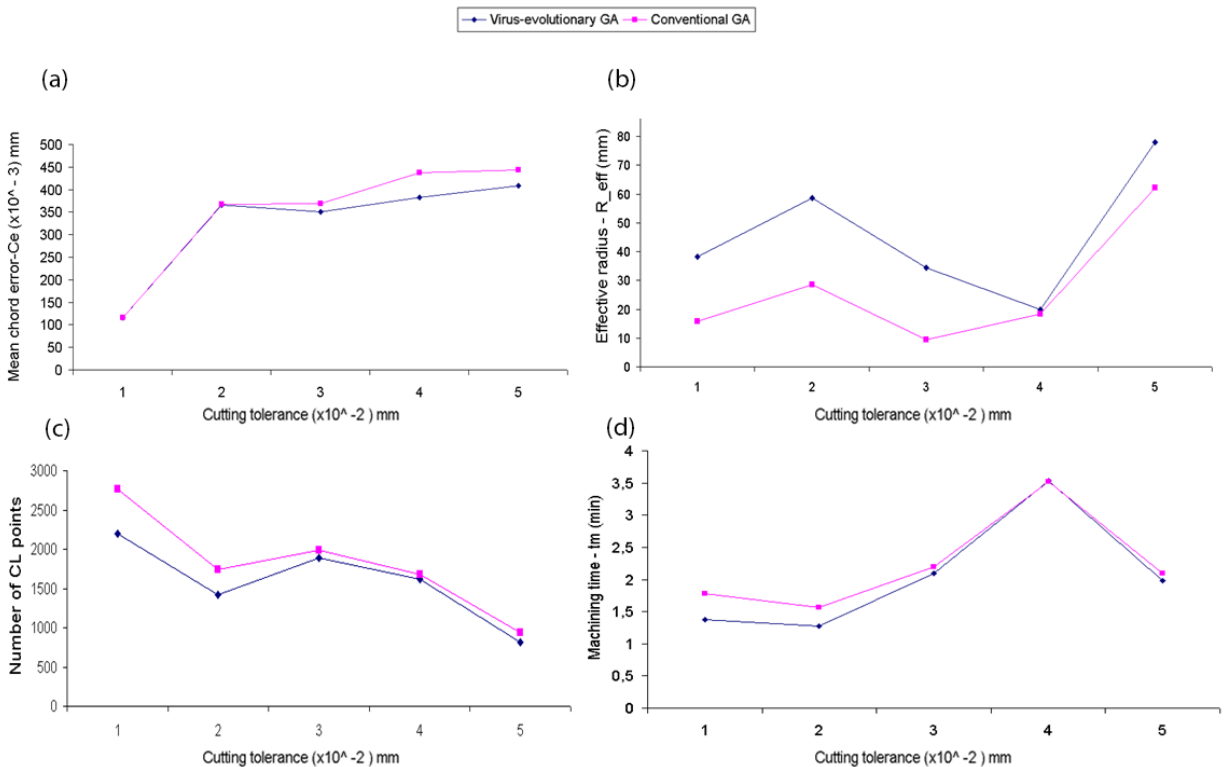 Virus-evolutionary GA Conventional GA
(a)
Mean chord error-Ce (x10^ - 3) mm
500
450
400
350
300
250
200
150
100
50
0
1 2 3 4 5
Cutting tolerance (x10^ -2 ) mm
(b)
Effective radius - R_eff (mm)
80
70
60
50
40
30
20
10
0
1 2 3 4 5
Cutting tolerance (x10^ -2 ) mm
(c)
Number of CL points
3000
2500
2000
1500
1000
500
0
1 2 3 4 5
Cutting tolerance (x10^ -2 ) mm
(d)
Machining time - tm (min)
4
3,5
3
2,5
2
1,5
1
0,5
0
1 2 3 4 5
Cutting tolerance (x10^ -2 ) mm